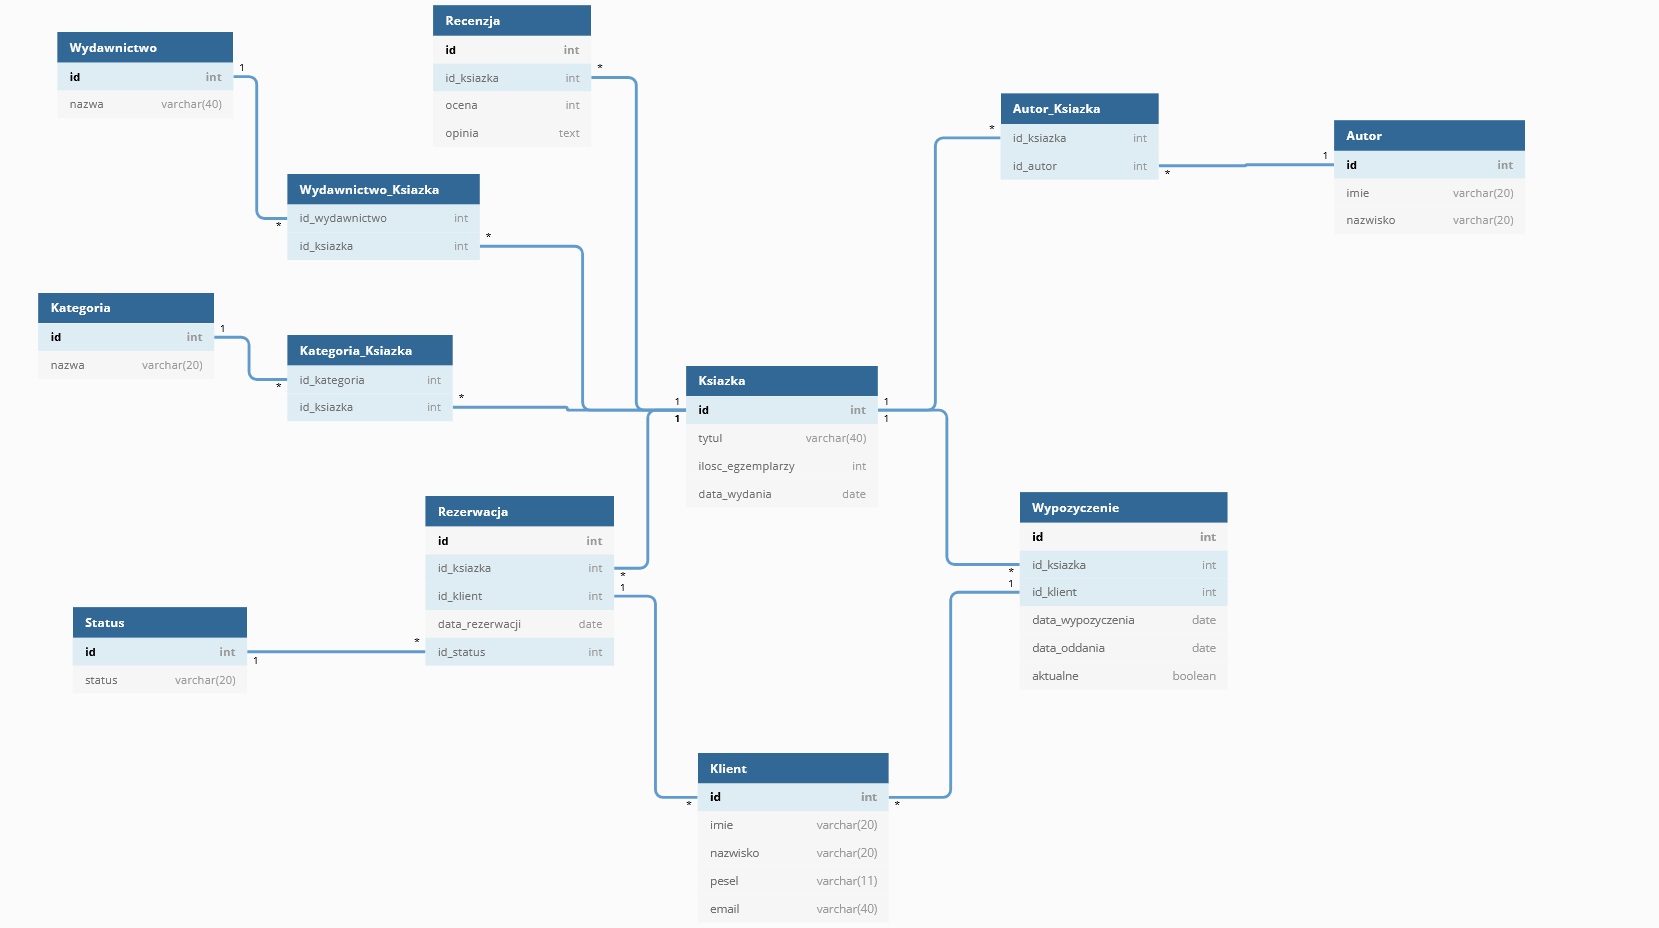 Wydawnictwo
id int
nazwa varchar(40)
1
*
Recenzja
id int
id_ksiazka int
ocena int
opinia text
*
Wydawnictwo_Ksiazka
id_wydawnictwo int
id_ksiazka int
*
Autor_Ksiazka
id_ksiazka int
id_autor int
*
*
Autor
id int
imie varchar(20)
nazwisko varchar(20)
1
Kategoria
id int
nazwa varchar(20)
1
Kategoria_Ksiazka
id_kategoria int
id_ksiazka int
*
*
Ksiazka
id int
tytul varchar(40)
ilosc_egzemplarzy int
data_wydania date
1
1
1
1
Rezerwacja
id int
id_ksiazka int
id_klient int
data_rezerwacji date
id_status int
*
1
*
Status
id int
status varchar(20)
1
Wypozyczenie
id int
id_ksiazka int
id_klient int
data_wypozyczenia date
data_oddania date
aktualne boolean
*
1
Klient
id int
imie varchar(20)
nazwisko varchar(20)
pesel varchar(11)
email varchar(40)
*
*